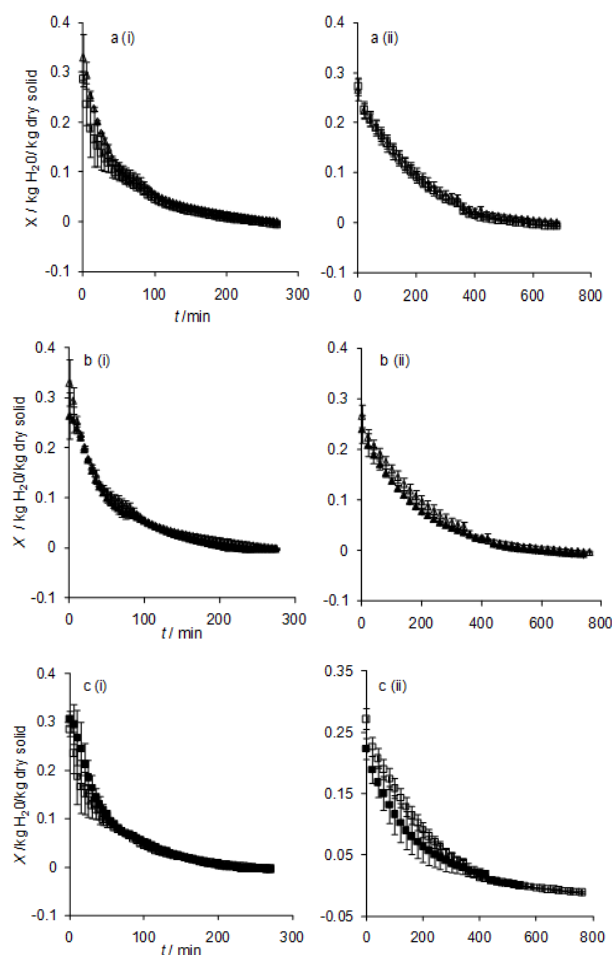 a (i)
X / kg H₂0/kg dry solid
0.4
0.3
0.2
0.1
0
-0.1
0 100 200 300
t / min
a (ii)
0.4
0.3
0.2
0.1
0
-0.1
0 200 400 600 800
b (i)
X / kg H₂0/kg dry solid
0.4
0.3
0.2
0.1
0
-0.1
0 100 200 300
t / min
b (ii)
0.4
0.3
0.2
0.1
0
-0.1
0 200 400 600 800
c (i)
X / kg H₂0/kg dry solid
0.4
0.3
0.2
0.1
0
-0.1
0 100 200 300
t / min
c (ii)
0.35
0.25
0.15
0.05
-0.05
0 200 400 600 800